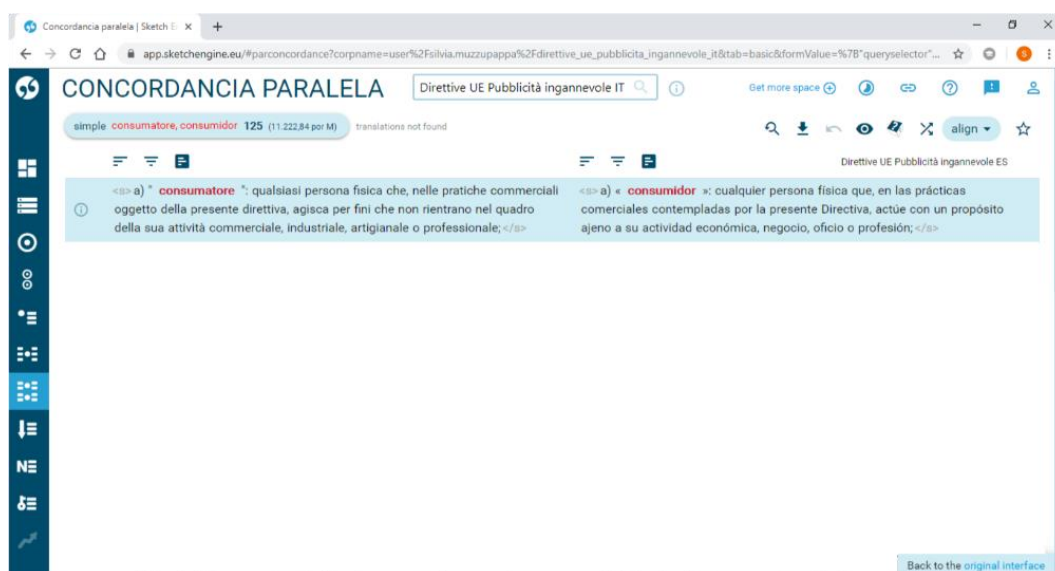 Concordancia paralela | Sketch E
app.sketchengine.eu/#parconcordance?corpname=user%2Fsilvia.muzzupappa%2Fdirettive_ue_pubblicita_ingannevole_it&tab=basic&formValue=%7B"queryselector"...
S
CONCORDANCIA PARALELA
Direttive UE Pubblicità ingannevole IT
Get more space
simple consumatore, consumidor 125 (11.222,84 por M)
translations not found
align
Direttive UE Pubblicità ingannevole ES
<s> a) " consumatore ": qualsiasi persona fisica che, nelle pratiche commerciali
oggetto della presente direttiva, agisca per fini che non rientrano nel quadro
della sua attività commerciale, industriale, artigianale o professionale; </s>
<s> a) « consumidor »: cualquier persona física que, en las prácticas
comerciales contempladas por la presente Directiva, actúe con un propósito
ajeno a su actividad económica, negocio, oficio o profesión; </s>
N
Back to the original interface